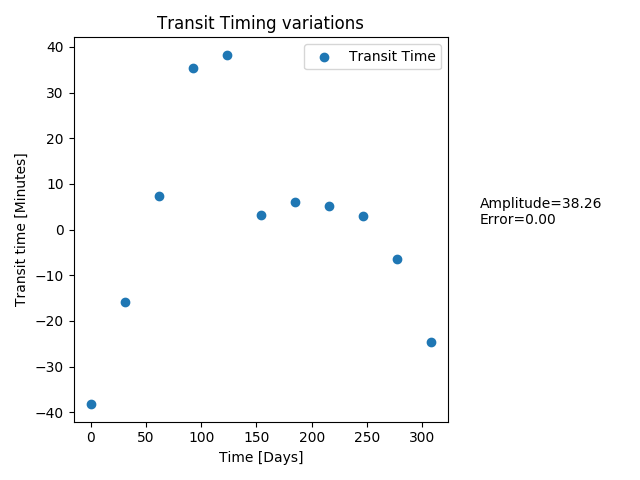 Transit Timing variations
Transit Time
40
30
20
10
0
−10
−20
−30
−40
Transit time [Minutes]
0 50 100 150 200 250 300
Time [Days]
Amplitude=38.26
Error=0.00